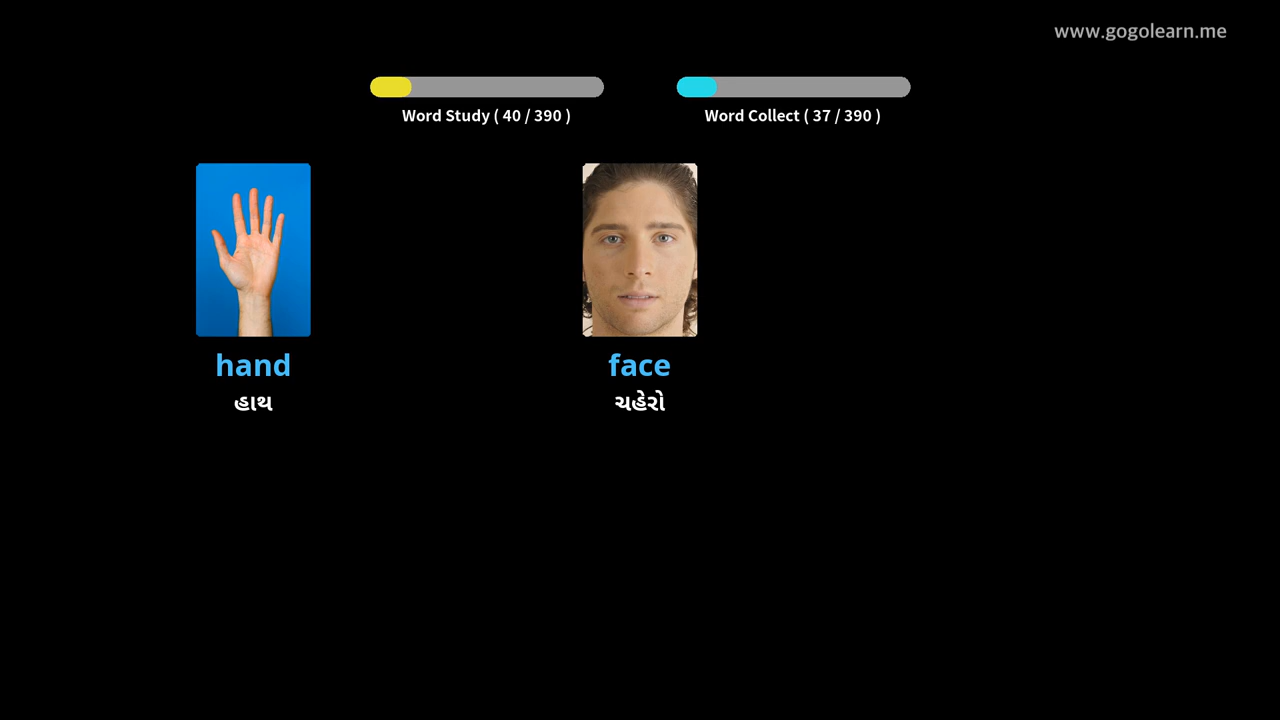 www.gogolearn.me
Word Study ( 40 / 390 )
Word Collect ( 37 / 390 )
hand
હાથ
face
ચહેરો